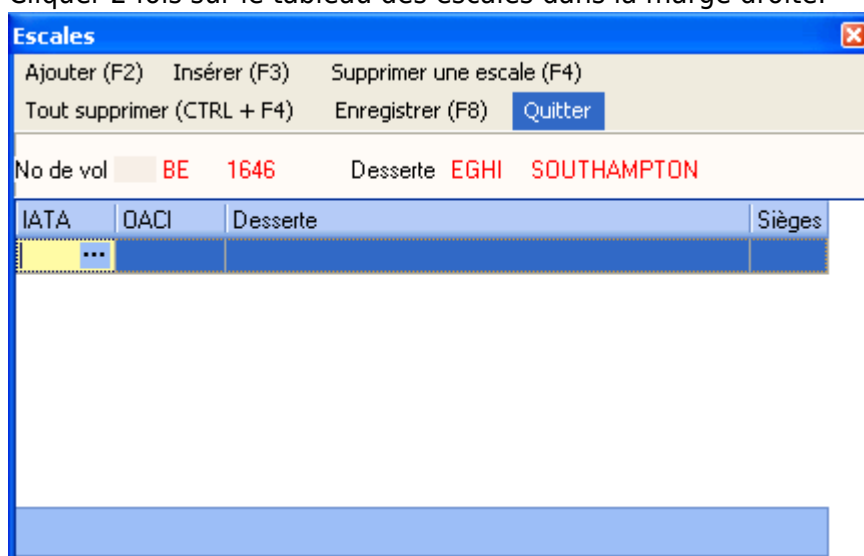 Cliquer 2 fois sur le tableau des escales dans la marge droite.
Escales
Ajouter (F2) Insérer (F3) Supprimer une escale (F4)
Tout supprimer (CTRL + F4) Enregistrer (F8) Quitter
No de vol BE 1646 Desserte EGHI SOUTHAMPTON
IATA OACI Desserte Sièges
...